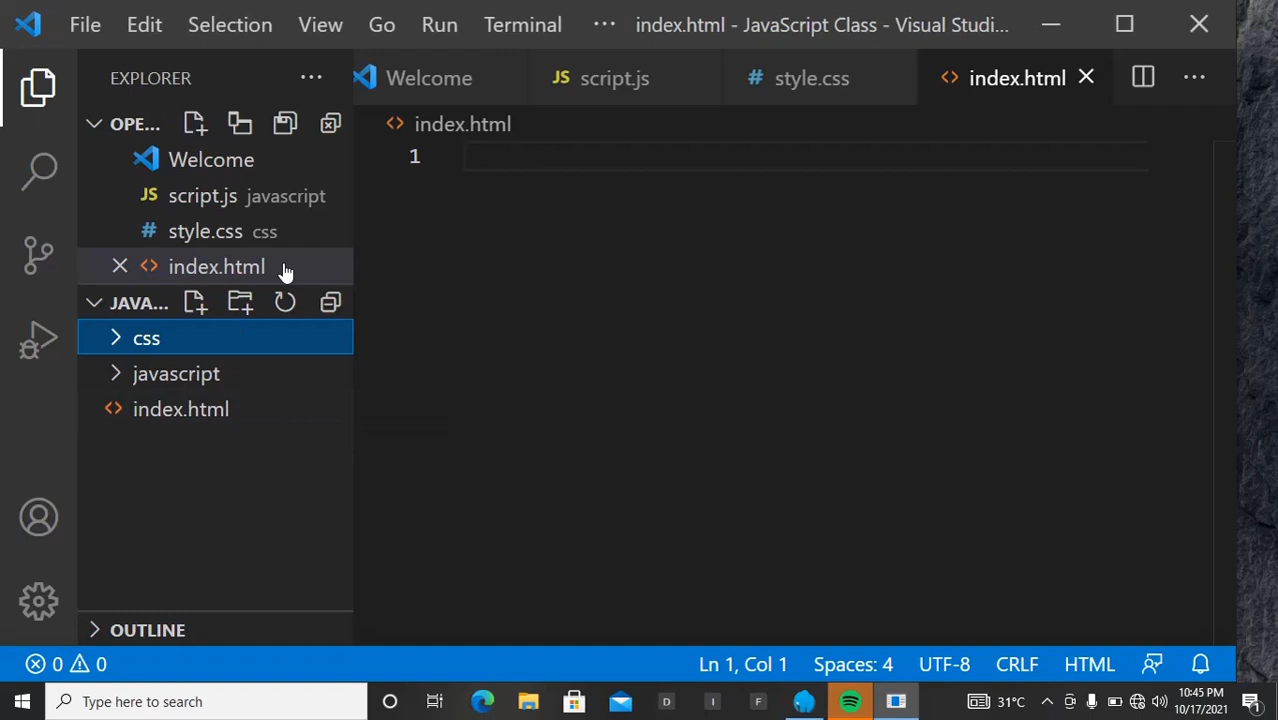 File Edit Selection View Go Run Terminal ··· index.html - JavaScript Class - Visual Studi...
EXPLORER ···
Welcome JS script.js # style.css <> index.html ···
OPE...
<> index.html
Welcome
JS script.js javascript
# style.css css
<> index.html
1
JAVA...
css
javascript
<> index.html
OUTLINE
0 0 Ln 1, Col 1 Spaces: 4 UTF-8 CRLF HTML
Type here to search D I F 31°C 10:45 PM
10/17/2021 1